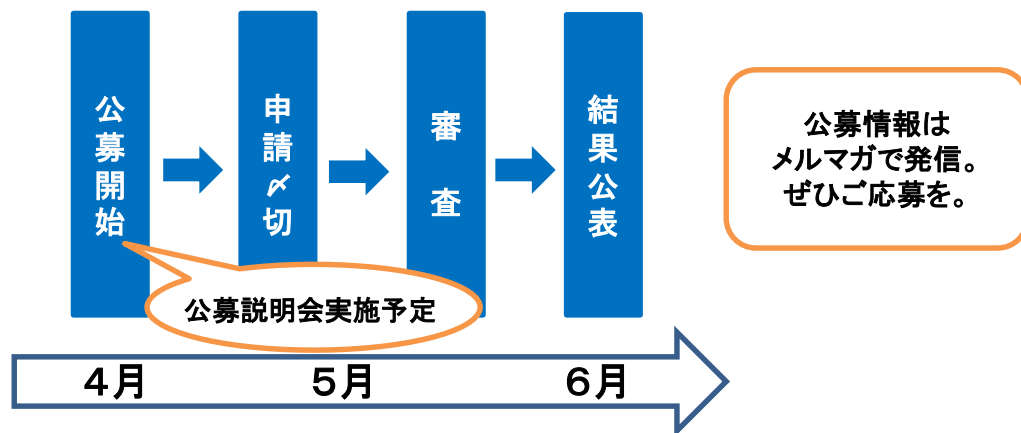 公募開始
申請〆切
審査
結果公表
公募情報は
メルマガで発信。
ぜひご応募を。
公募説明会実施予定
４月
５月
６月